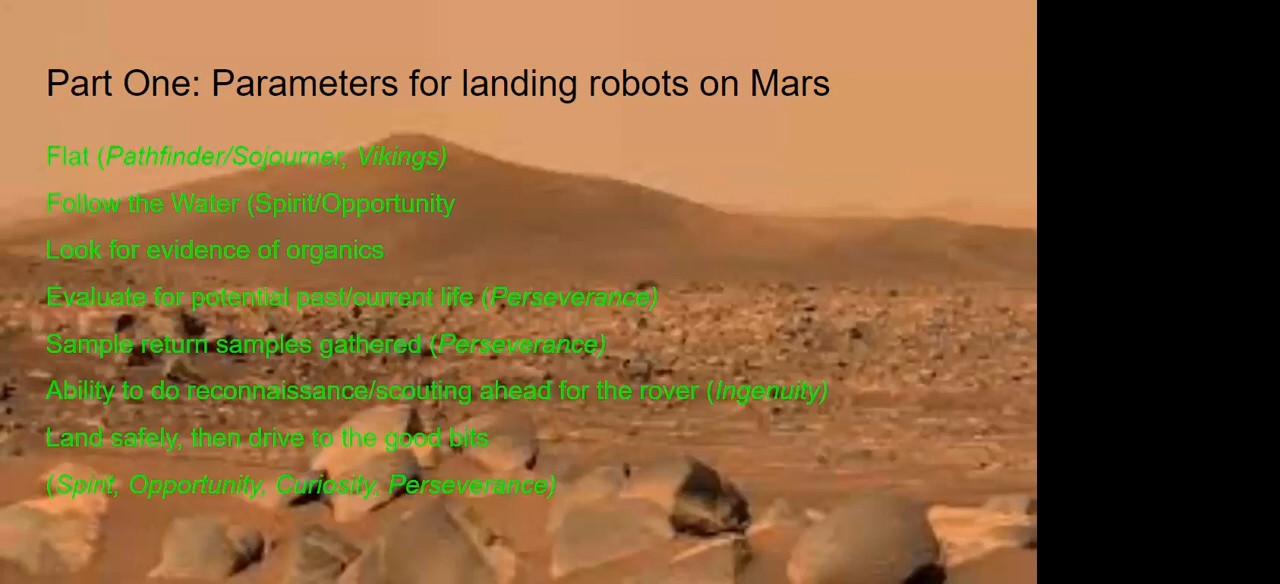 Part One: Parameters for landing robots on Mars
Flat (Pathfinder/Sojourner, Vikings)
Follow the Water (Spirit/Opportunity
Look for evidence of organics
Evaluate for potential past/current life (Perseverance)
Sample return samples gathered (Perseverance)
Ability to do reconnaissance/scouting ahead for the rover (Ingenuity)
Land safely, then drive to the good bits
(Spirit, Opportunity, Curiosity, Perseverance)